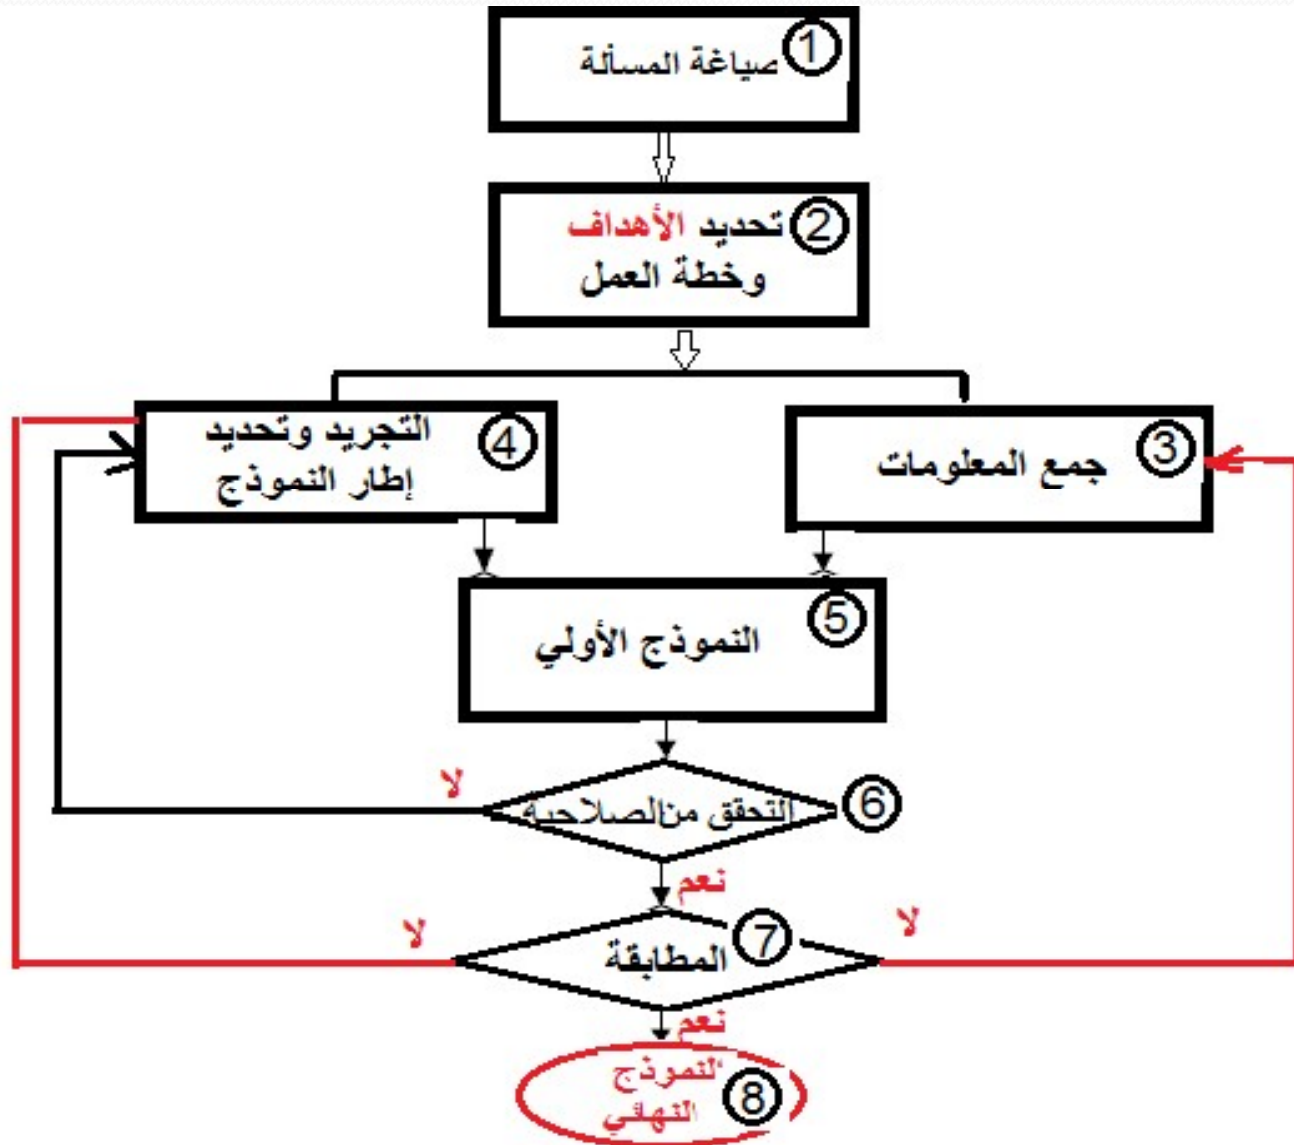 صياغة المسألة 1
تحديد الأهداف 2
وخطة العمل
جمع المعلومات 3
التجريد وتحديد 4
إطار النموذج
النموذج الأولي 5
التحقق من الصلاحية 6
لا
نعم
المطابقة 7
لا
لا
نعم
النموذج 8
النهائي